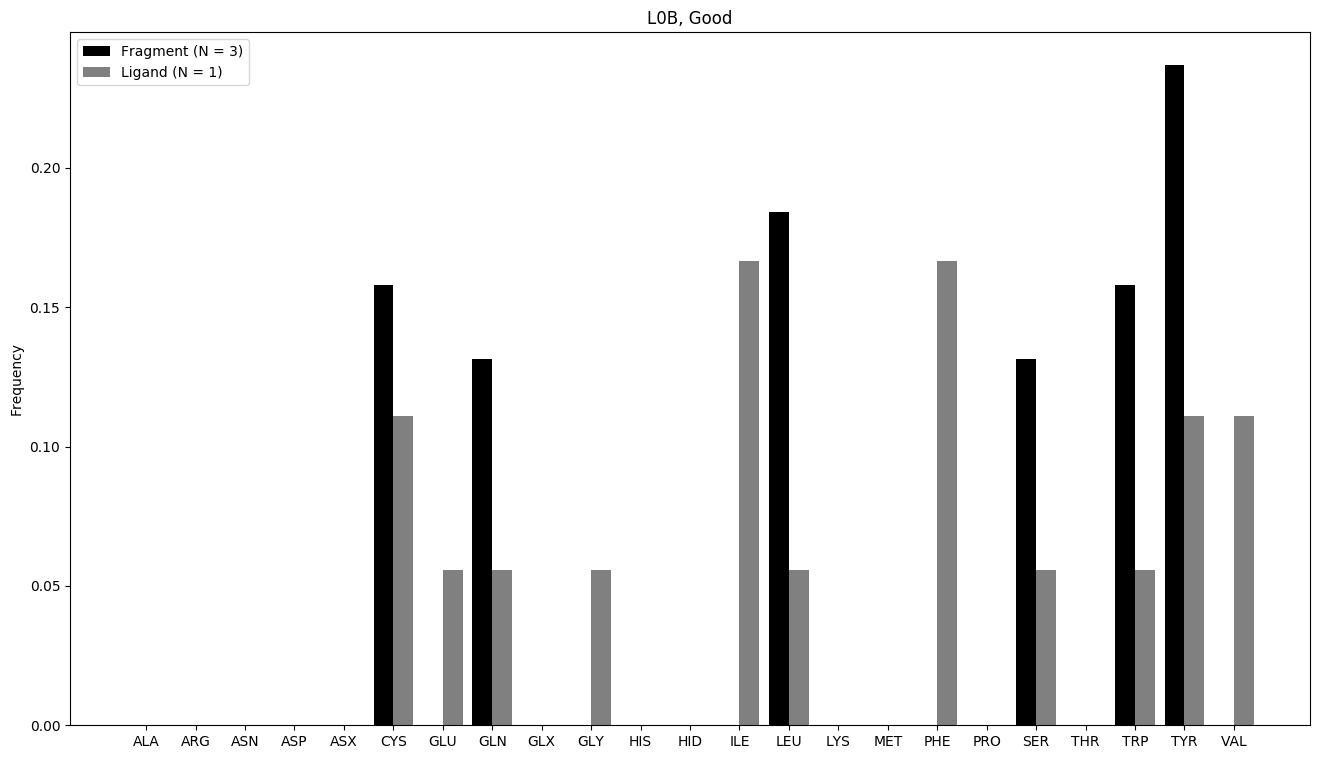 L0B, Good
Fragment (N = 3)
Ligand (N = 1)
Frequency
0.20
0.15
0.10
0.05
0.00
ALA ARG ASN ASP ASX CYS GLU GLN GLX GLY HIS HID ILE LEU LYS MET PHE PRO SER THR TRP TYR VAL